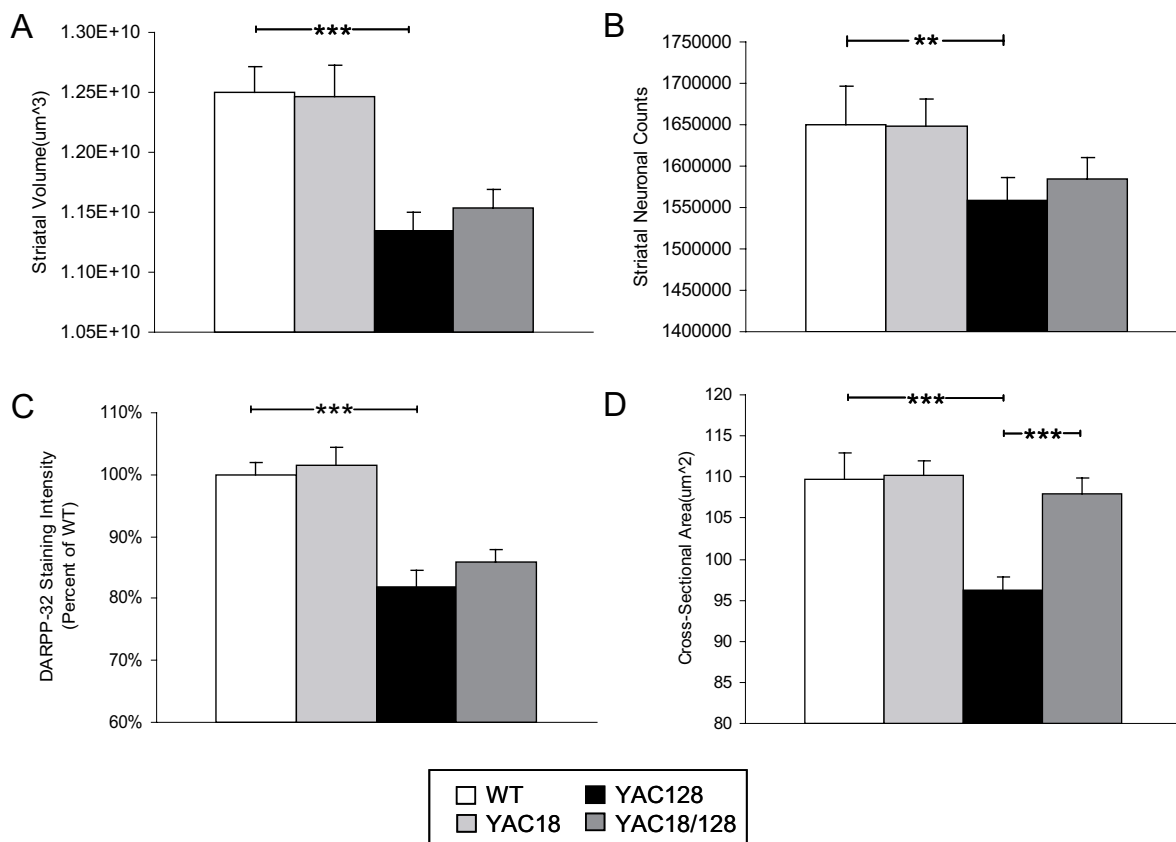 A
Striatal Volume(um^3)
1.30E+10
1.25E+10
1.20E+10
1.15E+10
1.10E+10
1.05E+10
***
B
Striatal Neuronal Counts
1750000
1700000
1650000
1600000
1550000
1500000
1450000
1400000
**
C
DARPP-32 Staining Intensity
(Percent of WT)
110%
100%
90%
80%
70%
60%
***
D
Cross-Sectional Area(um^2)
120
115
110
105
100
95
90
85
80
***
***
WT
YAC128
YAC18
YAC18/128